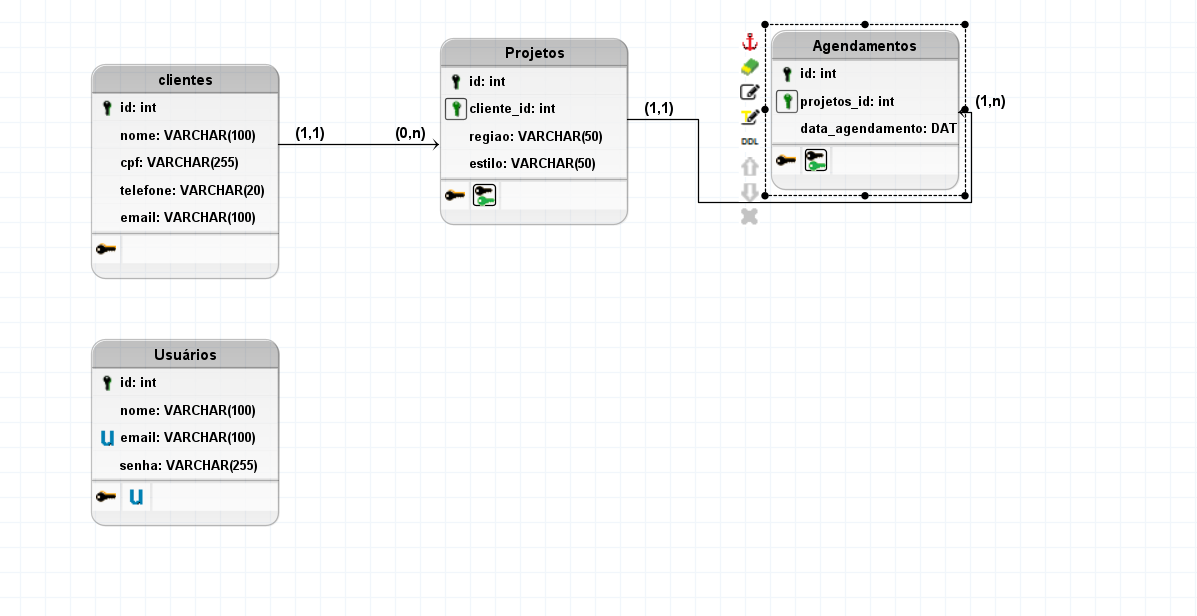 clientes
id: int
nome: VARCHAR(100)
cpf: VARCHAR(255)
telefone: VARCHAR(20)
email: VARCHAR(100)
(1,1)
(0,n)
Projetos
id: int
cliente_id: int
regiao: VARCHAR(50)
estilo: VARCHAR(50)
(1,1)
DDL
Agendamentos
id: int
projetos_id: int
data_agendamento: DAT
(1,n)
Usuários
id: int
nome: VARCHAR(100)
u email: VARCHAR(100)
senha: VARCHAR(255)
u